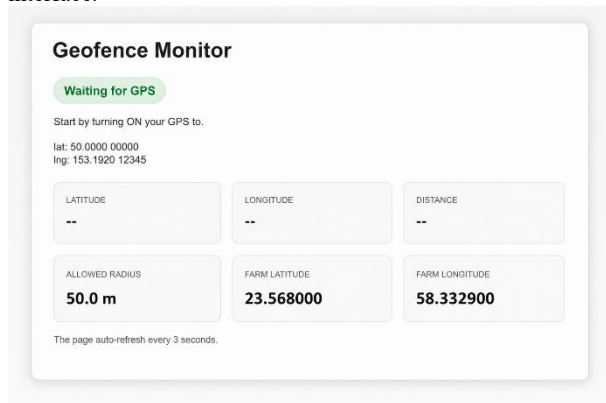 Geofence Monitor
Waiting for GPS
Start by turning ON your GPS to.
lat: 50.0000 00000
lng: 153.1920 12345
LATITUDE LONGITUDE DISTANCE
-- -- --
ALLOWED RADIUS FARM LATITUDE FARM LONGITUDE
50.0 m 23.568000 58.332900
The page auto-refresh every 3 seconds.